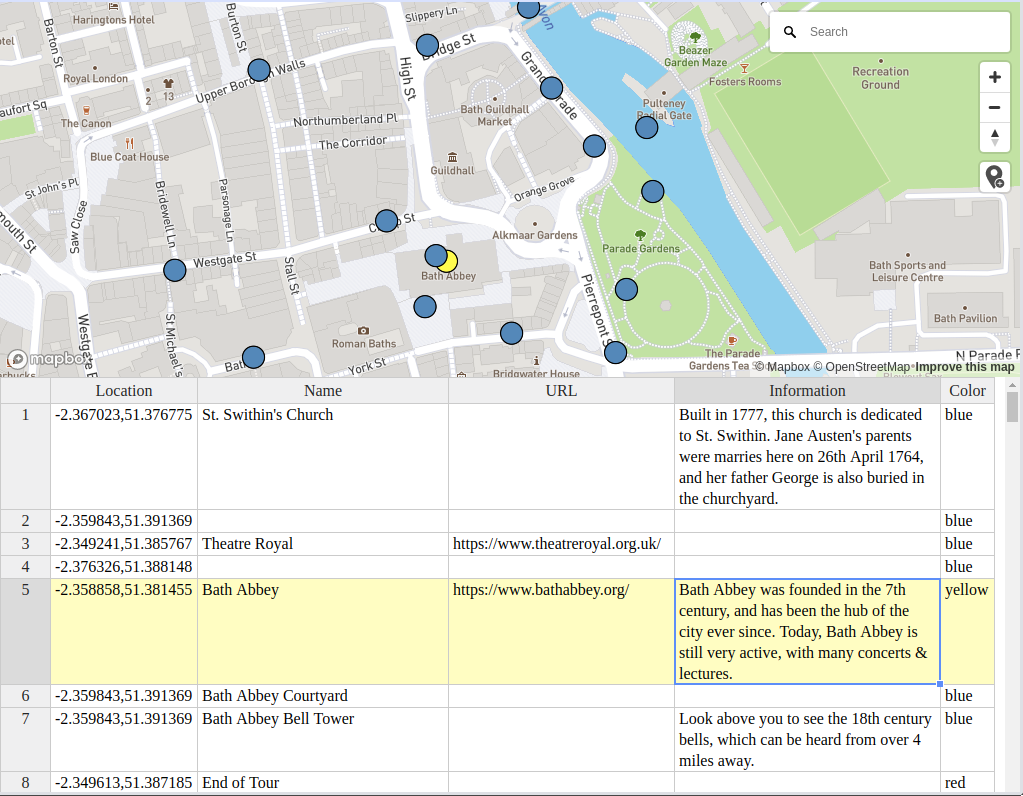 Haringtons Hotel
Slippery Ln
Barton St
Burton St
Bridge St
Search
Beazer
Garden Maze
Fosters Rooms
Recreation
Ground
Royal London
2
13
Upper Borough Walls
High St
Grand Parade
Pulteney
Radial Gate
Bath Guildhall
Market
The Canon
Northumberland Pl
The Corridor
Blue Coat House
Guildhall
Orange Grove
St John's Pl
Saw Close
Bridewell Ln
Parsonage Ln
Alkmaar Gardens
Parade Gardens
Westgate St
Stall St
Bath Abbey
Pierrepont St
Bath Sports and
Leisure Centre
Bath Pavilion
St Michael's
Roman Baths
York St
Bridgwater House
The Parade
Gardens Tea
N Parade
mapbox
© Mapbox © OpenStreetMap Improve this map
Location Name URL Information Color
1 -2.367023,51.376775 St. Swithin's Church Built in 1777, this church is dedicated blue
to St. Swithin. Jane Austen's parents
were marries here on 26th April 1764,
and her father George is also buried in
the churchyard.
2 -2.359843,51.391369 blue
3 -2.349241,51.385767 Theatre Royal https://www.theatreroyal.org.uk/ blue
4 -2.376326,51.388148 blue
5 -2.358858,51.381455 Bath Abbey https://www.bathabbey.org/ Bath Abbey was founded in the 7th yellow
century, and has been the hub of the
city ever since. Today, Bath Abbey is
still very active, with many concerts &
lectures.
6 -2.359843,51.391369 Bath Abbey Courtyard blue
7 -2.359843,51.391369 Bath Abbey Bell Tower Look above you to see the 18th century blue
bells, which can be heard from over 4
miles away.
8 -2.349613,51.387185 End of Tour red